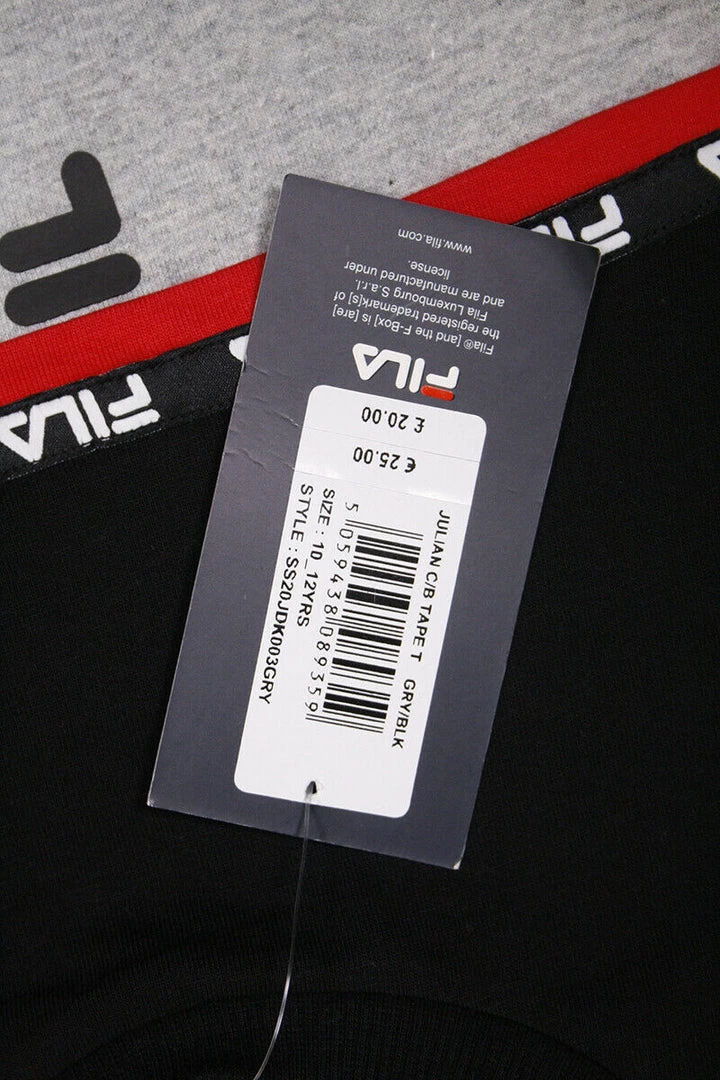 JULIAN C/B TAPE T GRY/BLK
5 059438 089359
SIZE : 10_12YRS
STYLE : SS20JDK003GRY
€ 25.00
£ 20.00
FILA
Fila® [and the F-Box] is [are]
the registered trademark[s] of
Fila Luxembourg S.a.r.l.
and are manufactured under
license.
www.fila.com
FILA
FILA